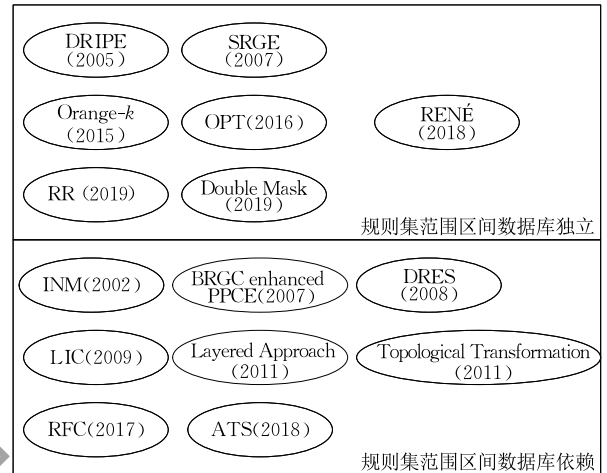 DRIPE
(2005)
SRGE
(2007)
Orange-k
(2015)
OPT(2016)
RENÉ
(2018)
RR (2019)
Double Mask
(2019)
规则集范围区间数据库独立
INM(2002)
BRGC enhanced
PPCE(2007)
DRES
(2008)
LIC(2009)
Layered Approach
(2011)
Topological Transformation
(2011)
RFC(2017)
ATS(2018)
规则集范围区间数据库依赖